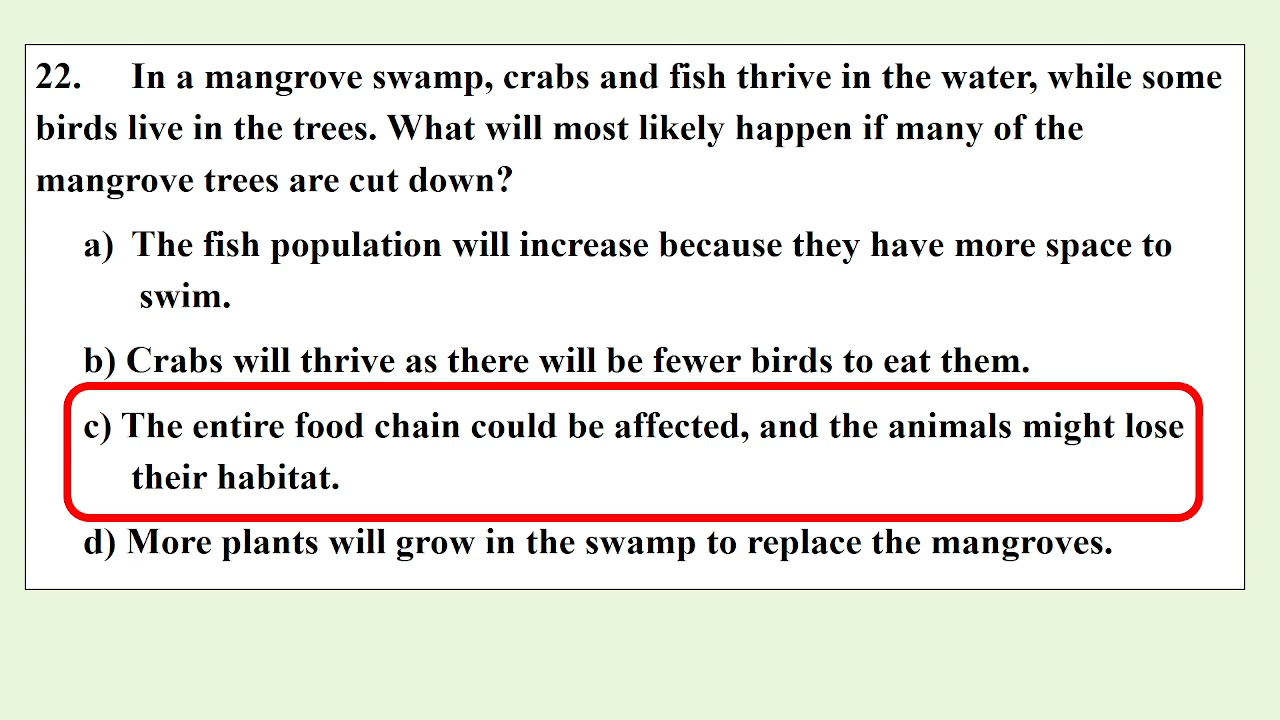 22. In a mangrove swamp, crabs and fish thrive in the water, while some
birds live in the trees. What will most likely happen if many of the
mangrove trees are cut down?
a) The fish population will increase because they have more space to
swim.
b) Crabs will thrive as there will be fewer birds to eat them.
c) The entire food chain could be affected, and the animals might lose
their habitat.
d) More plants will grow in the swamp to replace the mangroves.